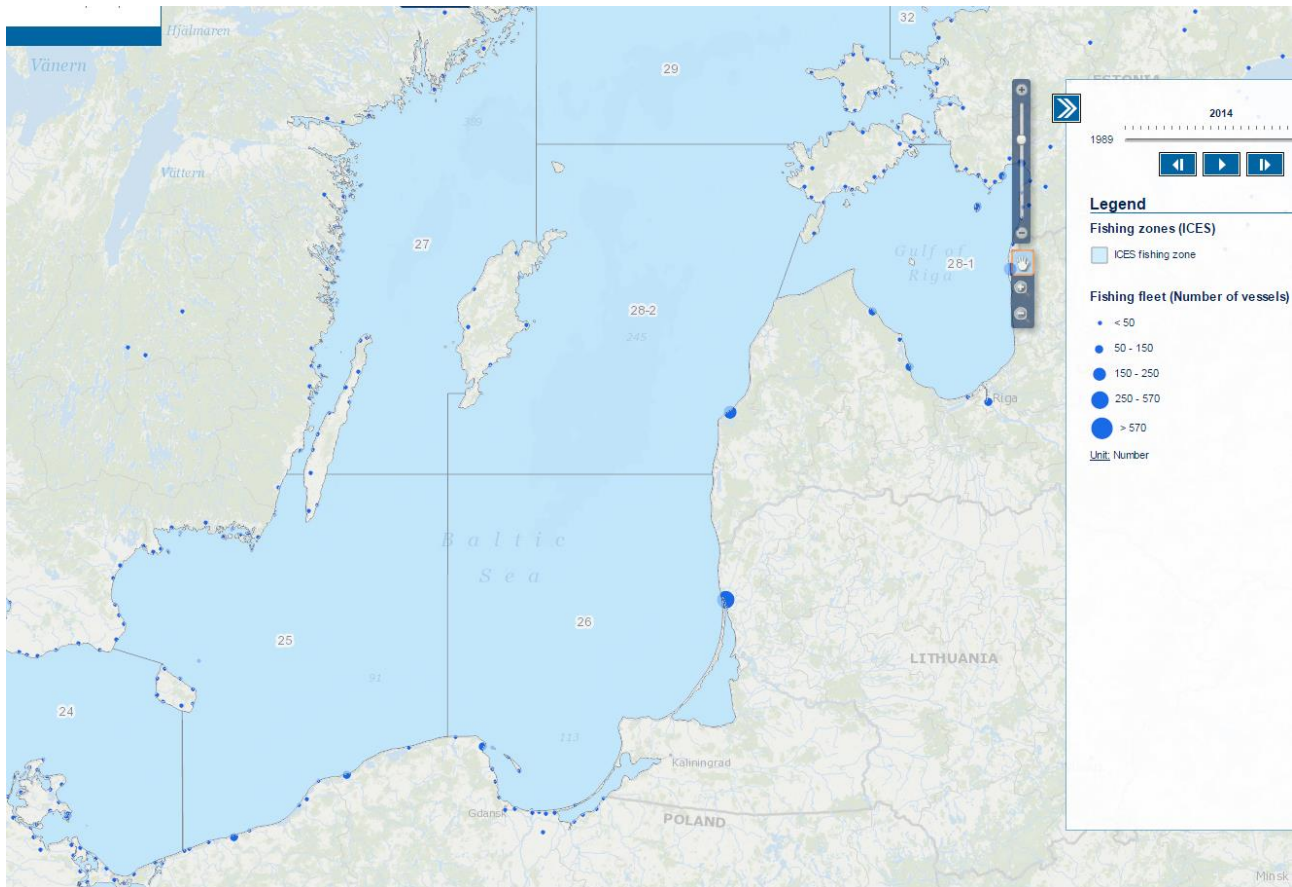 Hjälmaren
32
Vänern
29
ESTONIA
2014
389
1989
Vättern
Legend
Fishing zones (ICES)
27
Gulf of
Riga
28-1
ICES fishing zone
Fishing fleet (Number of vessels)
28-2
< 50
245
50 - 150
150 - 250
Riga
250 - 570
> 570
Unit: Number
Baltic
Sea
26
25
LITHUANIA
91
24
113
Kaliningrad
Gdansk
POLAND
Minsk